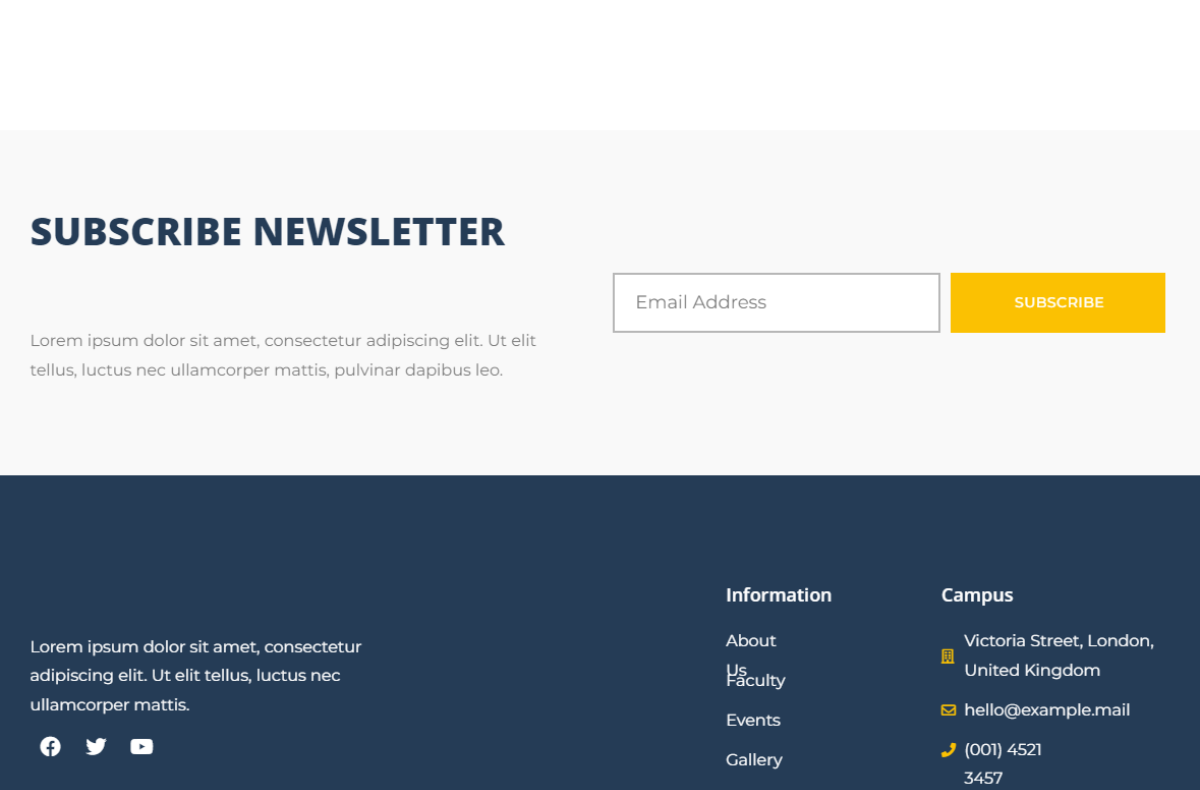 SUBSCRIBE NEWSLETTER
Lorem ipsum dolor sit amet, consectetur adipiscing elit. Ut elit
tellus, luctus nec ullamcorper mattis, pulvinar dapibus leo.
Email Address
SUBSCRIBE
Lorem ipsum dolor sit amet, consectetur
adipiscing elit. Ut elit tellus, luctus nec
ullamcorper mattis.
Information
About
Us
Faculty
Events
Gallery
Campus
Victoria Street, London,
United Kingdom
hello@example.mail
(001) 4521
3457